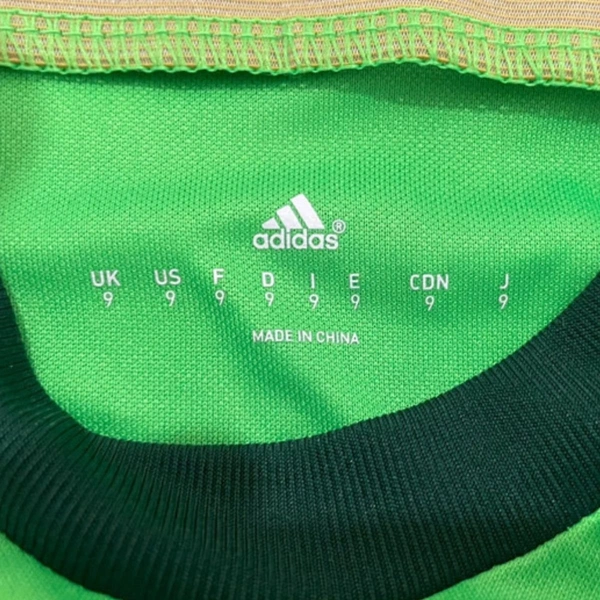 adidas®
UK US F D I E CDN J
9 9 9 9 9 9 9 9
MADE IN CHINA